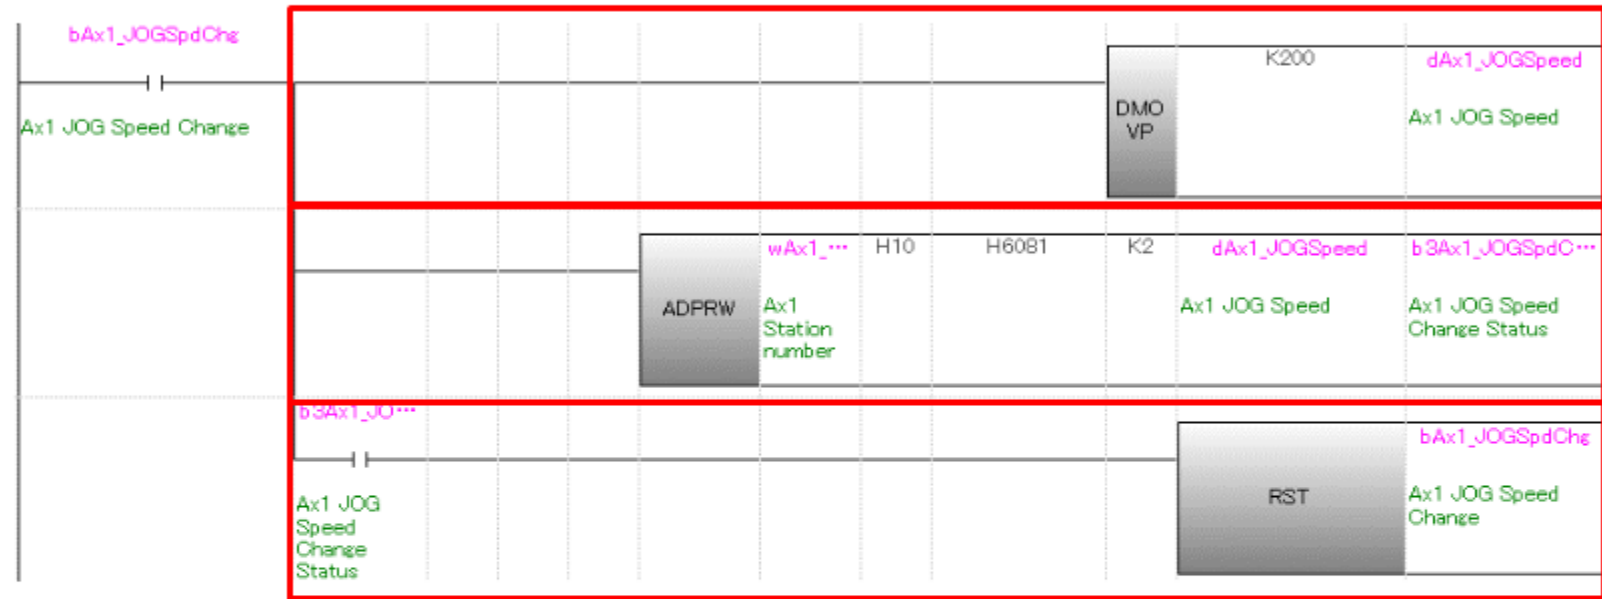 bAx1_JOGSpdChg
Ax1 JOG Speed Change
DMO
VP
K200
dAx1_JOGSpeed
Ax1 JOG Speed
ADPRW
wAx1_…
Ax1
Station
number
H10
H6081
K2
dAx1_JOGSpeed
Ax1 JOG Speed
b3Ax1_JOGSpdC…
Ax1 JOG Speed
Change Status
b3Ax1_JO…
Ax1 JOG
Speed
Change
Status
RST
bAx1_JOGSpdChg
Ax1 JOG Speed
Change